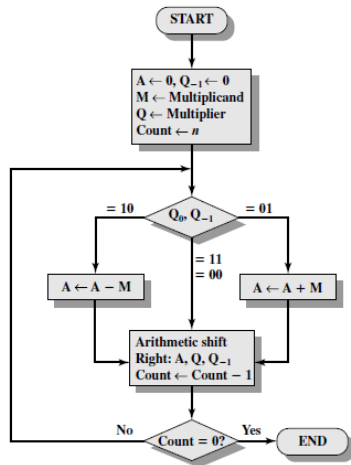 START
A ← 0, Q₋₁ ← 0
M ← Multiplicand
Q ← Multiplier
Count ← n
= 10
Q₀, Q₋₁
= 01
= 11
= 00
A ← A − M
A ← A + M
Arithmetic shift
Right: A, Q, Q₋₁
Count ← Count − 1
No
Count = 0?
Yes
END